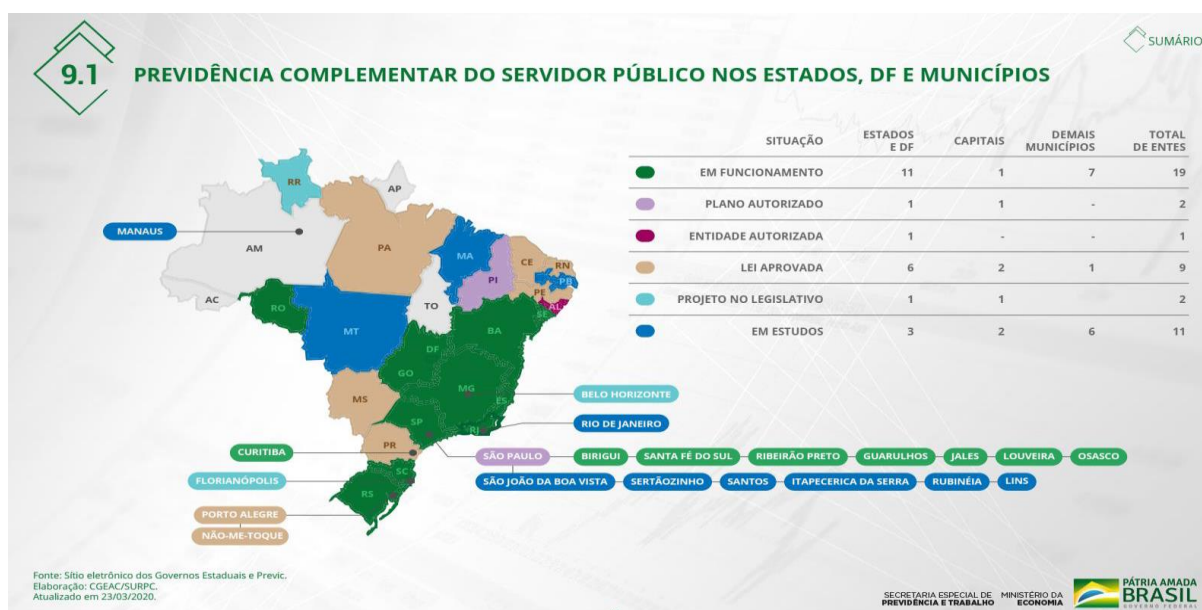 SUMÁRIO
9.1
PREVIDÊNCIA COMPLEMENTAR DO SERVIDOR PÚBLICO NOS ESTADOS, DF E MUNICÍPIOS
SITUAÇÃO ESTADOS E DF CAPITAIS DEMAIS MUNICÍPIOS TOTAL DE ENTES
EM FUNCIONAMENTO 11 1 7 19
PLANO AUTORIZADO 1 1 - 2
ENTIDADE AUTORIZADA 1 - - 1
LEI APROVADA 6 2 1 9
PROJETO NO LEGISLATIVO 1 1 2
EM ESTUDOS 3 2 6 11
RR
AP
MANAUS
AM
PA
MA
CE
RN
PB
PI
PE
AL
SE
AC
TO
RO
MT
BA
DF
GO
MG
ES
MS
SP
RJ
PR
SC
RS
BELO HORIZONTE
RIO DE JANEIRO
CURITIBA
SÃO PAULO BIRIGUI SANTA FÉ DO SUL RIBEIRÃO PRETO GUARULHOS JALES LOUVEIRA OSASCO
FLORIANÓPOLIS
SÃO JOÃO DA BOA VISTA SERTÃOZINHO SANTOS ITAPECERICA DA SERRA RUBINÉIA LINS
PORTO ALEGRE
NÃO-ME-TOQUE
Fonte: Sítio eletrônico dos Governos Estaduais e Previc.
Elaboração: CGEAC/SURPC.
Atualizado em 23/03/2020.
SECRETARIA ESPECIAL DE PREVIDÊNCIA E TRABALHO
MINISTÉRIO DA ECONOMIA
PÁTRIA AMADA
BRASIL
GOVERNO FEDERAL